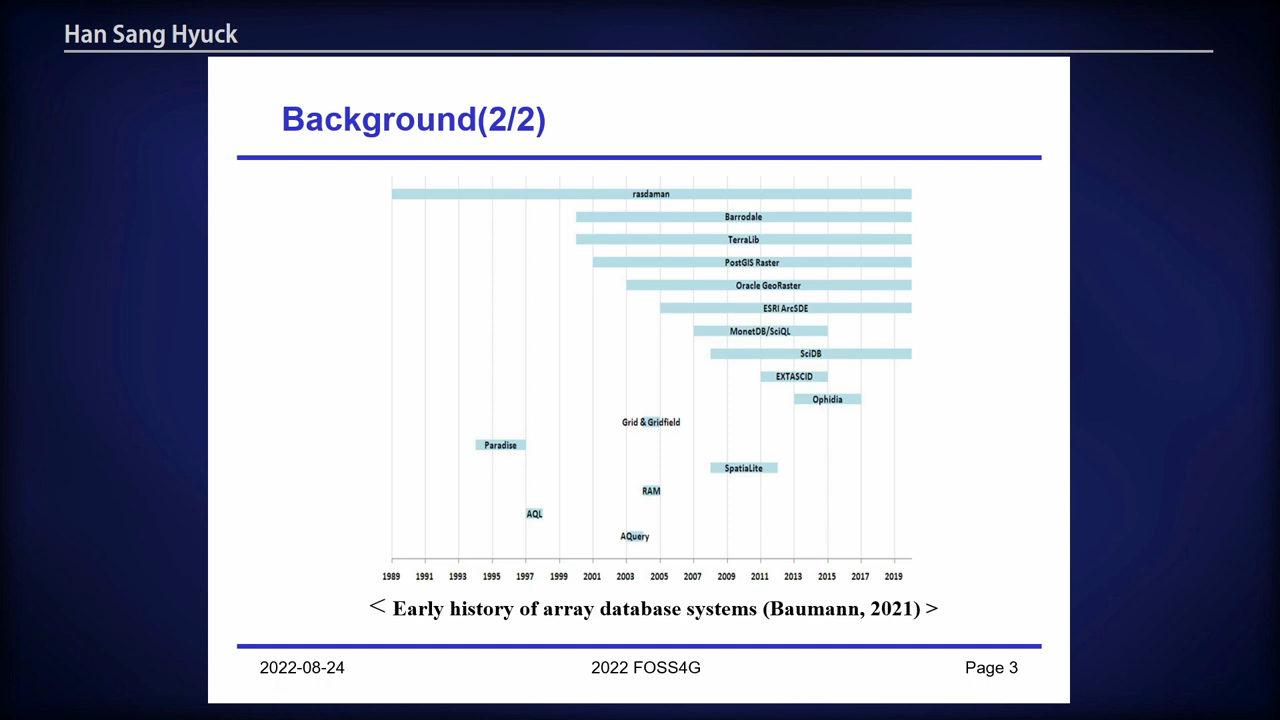 Han Sang Hyuck
Background(2/2)
rasdaman
Barrodale
TerraLib
PostGIS Raster
Oracle GeoRaster
ESRI ArcSDE
MonetDB/SciQL
SciDB
EXTASCID
Ophidia
Grid & Gridfield
Paradise
SpatiaLite
RAM
AQL
AQuery
1989 1991 1993 1995 1997 1999 2001 2003 2005 2007 2009 2011 2013 2015 2017 2019
< Early history of array database systems (Baumann, 2021) >
2022-08-24 2022 FOSS4G Page 3